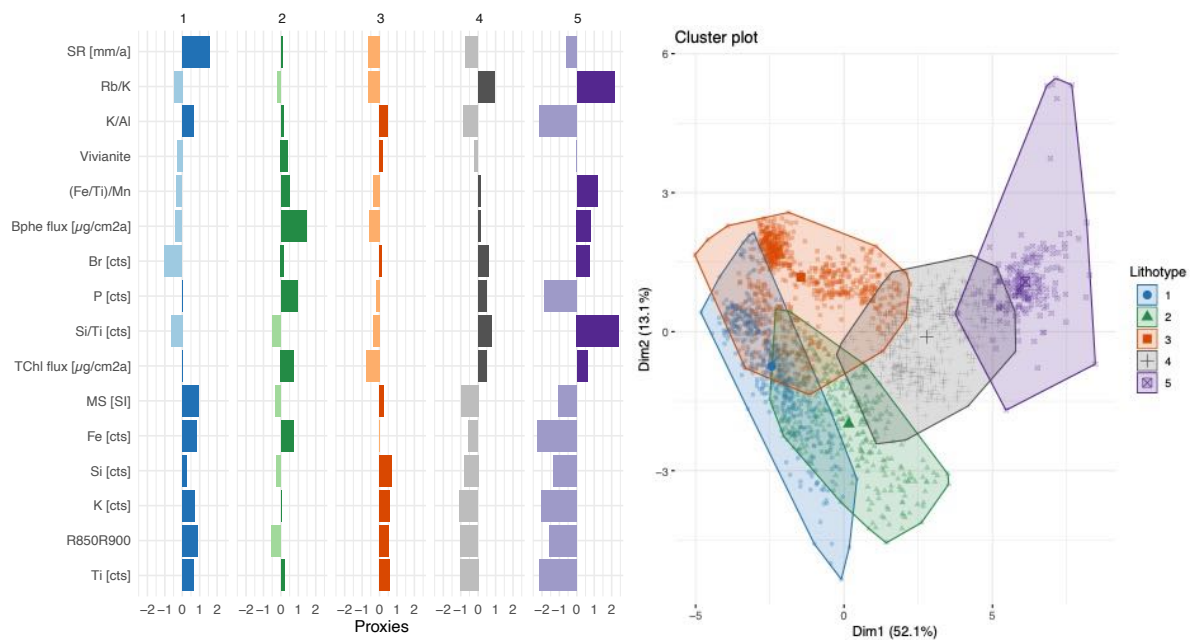 1 2 3 4 5
SR [mm/a]
Rb/K
K/Al
Vivianite
(Fe/Ti)/Mn
Bphe flux [µg/cm2a]
Br [cts]
P [cts]
Si/Ti [cts]
TChl flux [µg/cm2a]
MS [SI]
Fe [cts]
Si [cts]
K [cts]
R850R900
Ti [cts]
−2 −1 0 1 2 −2 −1 0 1 2 −2 −1 0 1 2 −2 −1 0 1 2 −2 −1 0 1 2
Proxies
Cluster plot
6
3
0
−3
Dim2 (13.1%)
−5 0 5
Dim1 (52.1%)
Lithotype
1
2
3
4
5